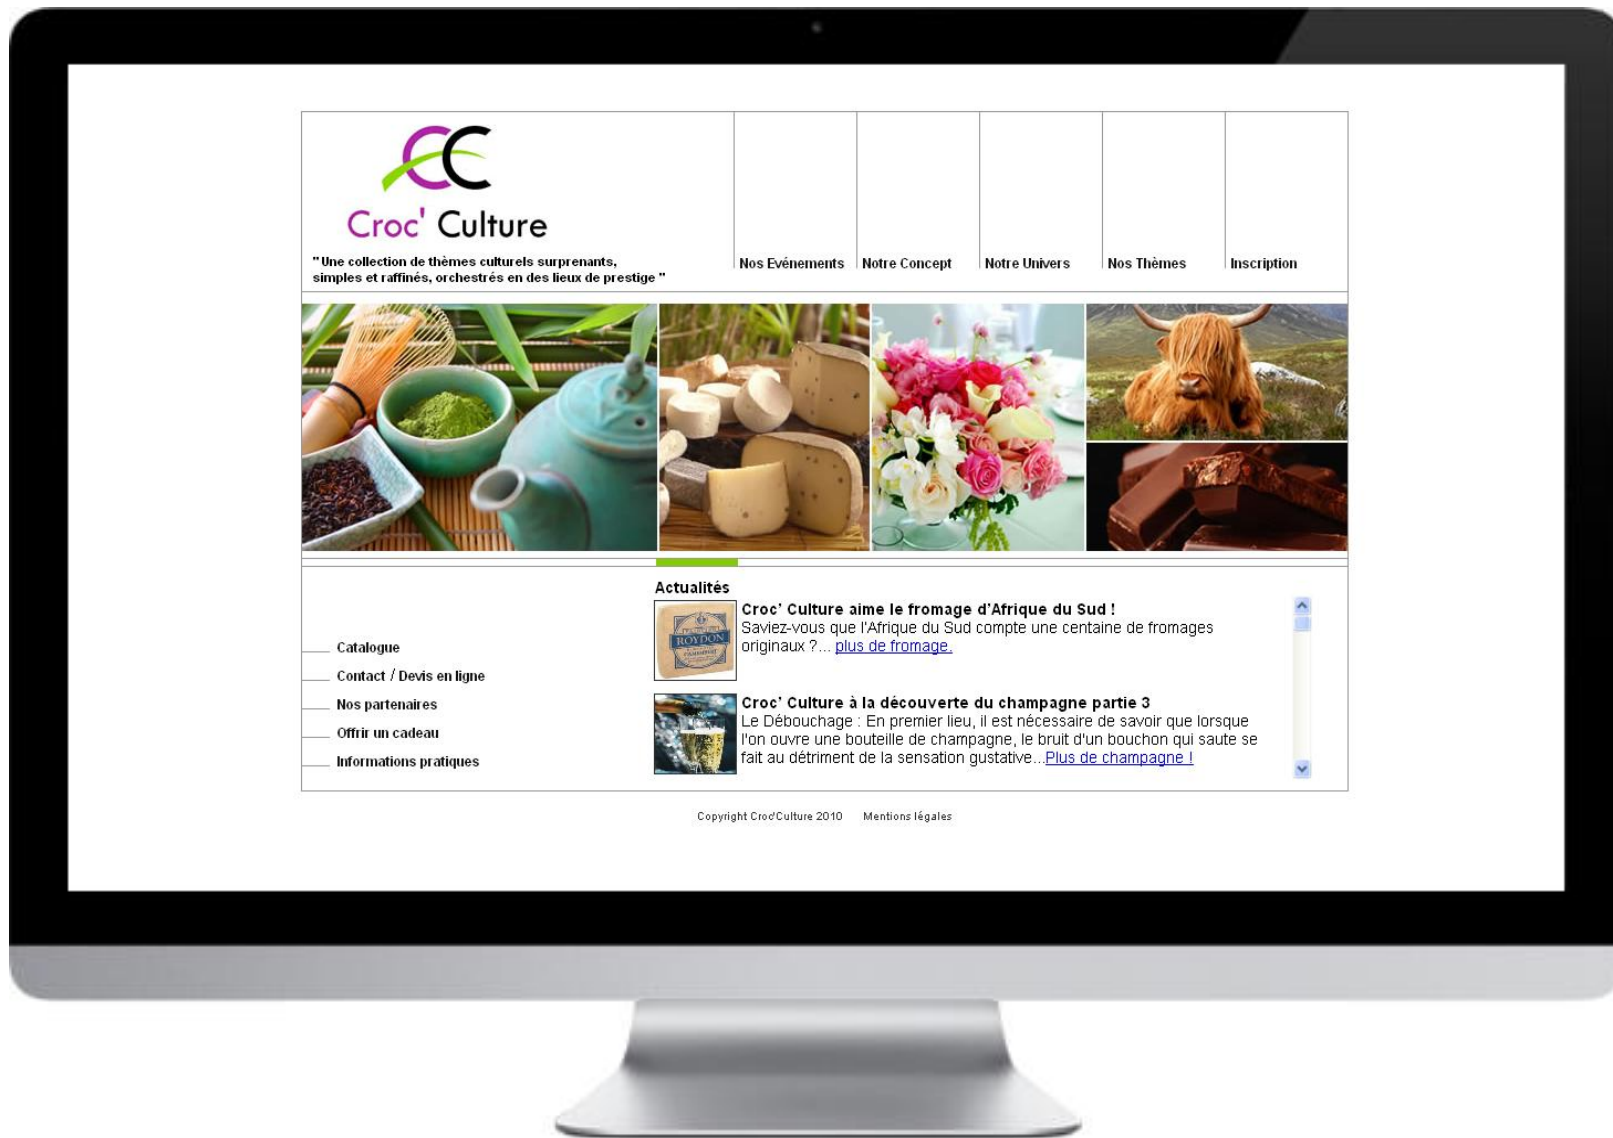 Croc' Culture
" Une collection de thèmes culturels surprenants,
simples et raffinés, orchestrés en des lieux de prestige "
Nos Evénements
Notre Concept
Notre Univers
Nos Thèmes
Inscription
Catalogue
Contact / Devis en ligne
Nos partenaires
Offrir un cadeau
Informations pratiques
Actualités
ROYDON
Croc' Culture aime le fromage d'Afrique du Sud !
Saviez-vous que l'Afrique du Sud compte une centaine de fromages
originaux ?... plus de fromage.
Croc' Culture à la découverte du champagne partie 3
Le Débouchage : En premier lieu, il est nécessaire de savoir que lorsque
l'on ouvre une bouteille de champagne, le bruit d'un bouchon qui saute se
fait au détriment de la sensation gustative...Plus de champagne !
Copyright Croc'Culture 2010 Mentions légales